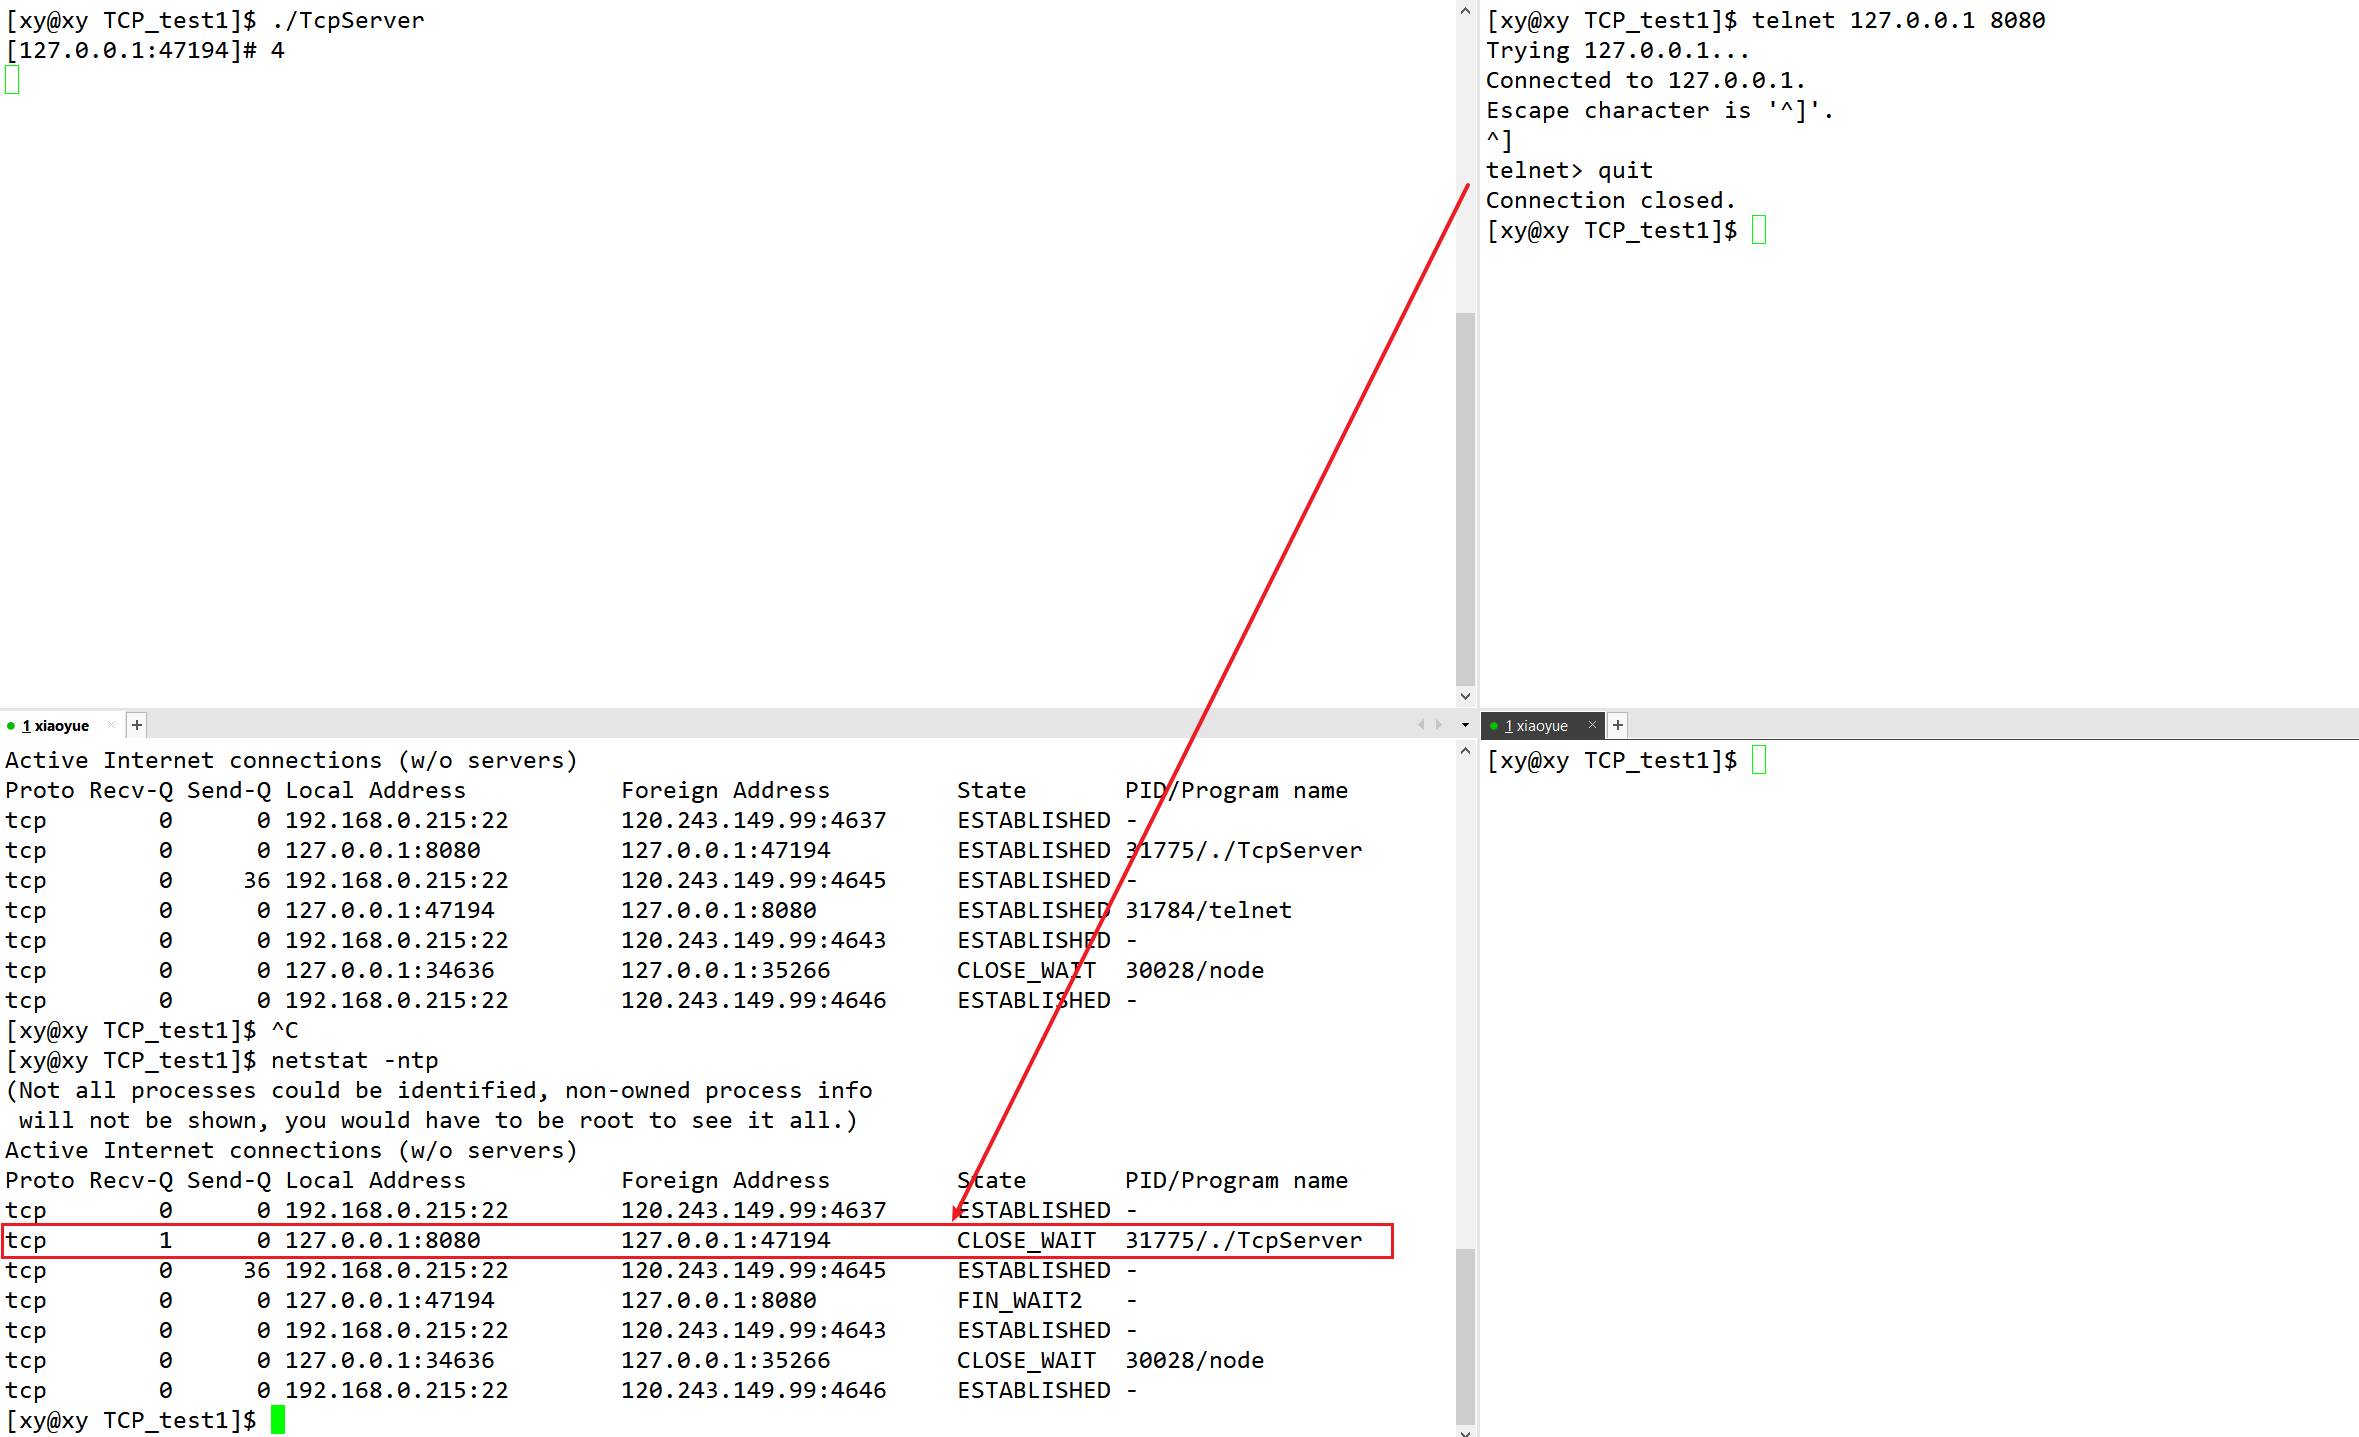 [xy@xy TCP_test1]$ ./TcpServer
[127.0.0.1:47194]# 4
[xy@xy TCP_test1]$ telnet 127.0.0.1 8080
Trying 127.0.0.1...
Connected to 127.0.0.1.
Escape character is '^]'.
^]
telnet> quit
Connection closed.
[xy@xy TCP_test1]$
1 xiaoyue
Active Internet connections (w/o servers)
Proto Recv-Q Send-Q Local Address           Foreign Address         State       PID/Program name
tcp        0      0 192.168.0.215:22        120.243.149.99:4637     ESTABLISHED -
tcp        0      0 127.0.0.1:8080          127.0.0.1:47194         ESTABLISHED 31775/./TcpServer
tcp        0     36 192.168.0.215:22        120.243.149.99:4645     ESTABLISHED -
tcp        0      0 127.0.0.1:47194         127.0.0.1:8080          ESTABLISHED 31784/telnet
tcp        0      0 192.168.0.215:22        120.243.149.99:4643     ESTABLISHED -
tcp        0      0 127.0.0.1:34636         127.0.0.1:35266         CLOSE_WAIT  30028/node
tcp        0      0 192.168.0.215:22        120.243.149.99:4646     ESTABLISHED -
[xy@xy TCP_test1]$ ^C
[xy@xy TCP_test1]$ netstat -ntp
(Not all processes could be identified, non-owned process info
 will not be shown, you would have to be root to see it all.)
Active Internet connections (w/o servers)
Proto Recv-Q Send-Q Local Address           Foreign Address         State       PID/Program name
tcp        0      0 192.168.0.215:22        120.243.149.99:4637     ESTABLISHED -
tcp        1      0 127.0.0.1:8080          127.0.0.1:47194         CLOSE_WAIT  31775/./TcpServer
tcp        0     36 192.168.0.215:22        120.243.149.99:4645     ESTABLISHED -
tcp        0      0 127.0.0.1:47194         127.0.0.1:8080          FIN_WAIT2   -
tcp        0      0 192.168.0.215:22        120.243.149.99:4643     ESTABLISHED -
tcp        0      0 127.0.0.1:34636         127.0.0.1:35266         CLOSE_WAIT  30028/node
tcp        0      0 192.168.0.215:22        120.243.149.99:4646     ESTABLISHED -
[xy@xy TCP_test1]$
1 xiaoyue
[xy@xy TCP_test1]$